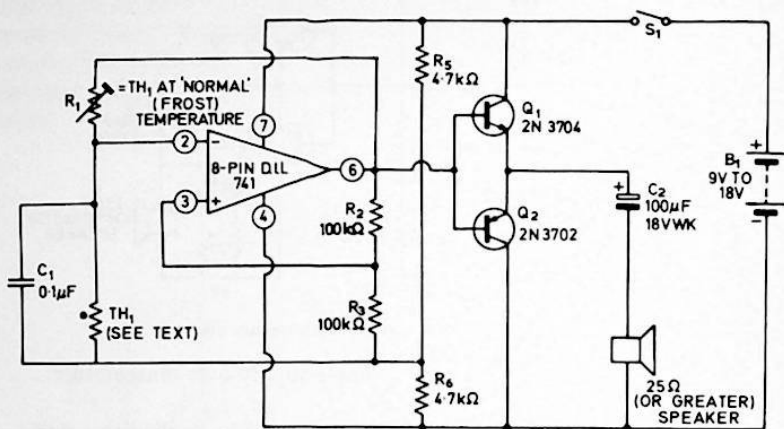 R1
= TH1 AT 'NORMAL'
(FROST)
TEMPERATURE
2
7
8-PIN D.I.L
741
3
4
6
−
+
R2
100kΩ
R3
100kΩ
C1
0·1µF
TH1
(SEE TEXT)
R5
4·7kΩ
R6
4·7kΩ
Q1
2N 3704
Q2
2N 3702
S1
+
B1
9V TO
18V
−
+
C2
100µF
18VWK
25Ω
(OR GREATER)
SPEAKER